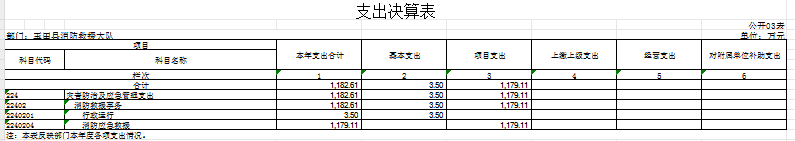 支出决算表
公开03表
部门：玉田县消防救援大队 单位：万元
项目 本年支出合计 基本支出 项目支出 上缴上级支出 经营支出 对附属单位补助支出
科目代码 科目名称
栏次 1 2 3 4 5 6
合计 1,182.61 3.50 1,179.11
224 灾害防治及应急管理支出 1,182.61 3.50 1,179.11
22402 消防救援事务 1,182.61 3.50 1,179.11
2240201 行政运行 3.50 3.50
2240204 消防应急救援 1,179.11 1,179.11
注：本表反映部门本年度各项支出情况。